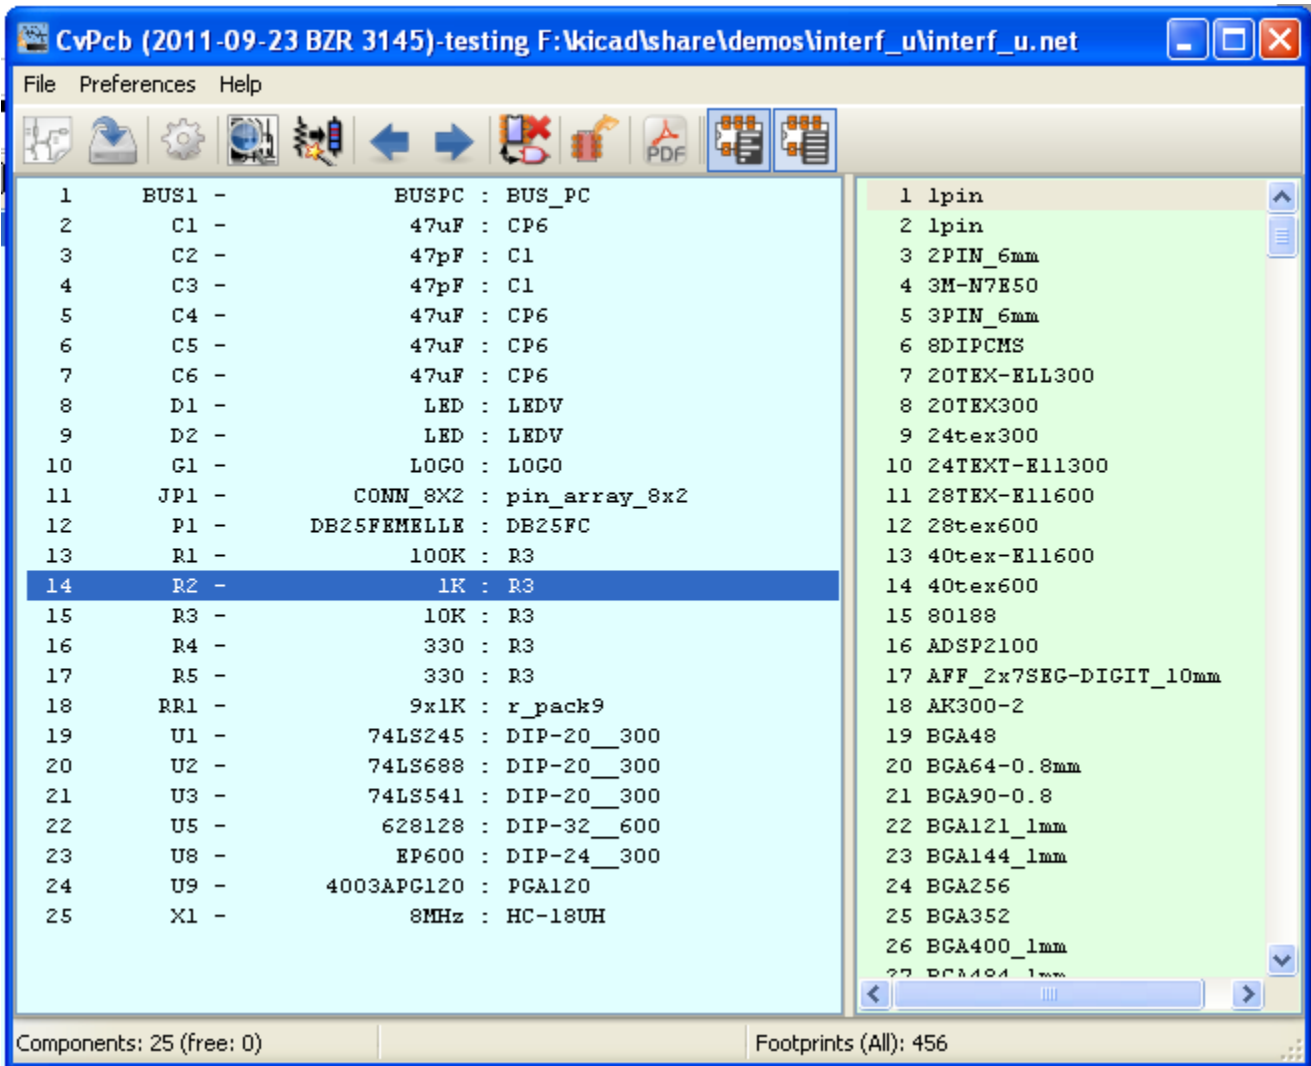 CvPcb (2011-09-23 BZR 3145)-testing F:\kicad\share\demos\interf_u\interf_u.net
File Preferences Help
PDF
1 BUS1 - BUSPC : BUS_PC
2 C1 - 47uF : CP6
3 C2 - 47pF : C1
4 C3 - 47pF : C1
5 C4 - 47uF : CP6
6 C5 - 47uF : CP6
7 C6 - 47uF : CP6
8 D1 - LED : LEDV
9 D2 - LED : LEDV
10 G1 - LOGO : LOGO
11 JP1 - CONN_8X2 : pin_array_8x2
12 P1 - DB25FEMELLE : DB25FC
13 R1 - 100K : R3
14 R2 - 1K : R3
15 R3 - 10K : R3
16 R4 - 330 : R3
17 R5 - 330 : R3
18 RR1 - 9x1K : r_pack9
19 U1 - 74LS245 : DIP-20__300
20 U2 - 74LS688 : DIP-20__300
21 U3 - 74LS541 : DIP-20__300
22 U5 - 628128 : DIP-32__600
23 U8 - EP600 : DIP-24__300
24 U9 - 4003APG120 : PGA120
25 X1 - 8MHz : HC-18UH
1 1pin
2 1pin
3 2PIN_6mm
4 3M-N7E50
5 3PIN_6mm
6 8DIPCMS
7 20TEX-ELL300
8 20TEX300
9 24tex300
10 24TEXT-Ell300
11 28TEX-Ell600
12 28tex600
13 40tex-Ell600
14 40tex600
15 80188
16 ADSP2100
17 AFF_2x7SEG-DIGIT_10mm
18 AK300-2
19 BGA48
20 BGA64-0.8mm
21 BGA90-0.8
22 BGA121_1mm
23 BGA144_1mm
24 BGA256
25 BGA352
26 BGA400_1mm
27 BGA484_1mm
Components: 25 (free: 0)
Footprints (All): 456